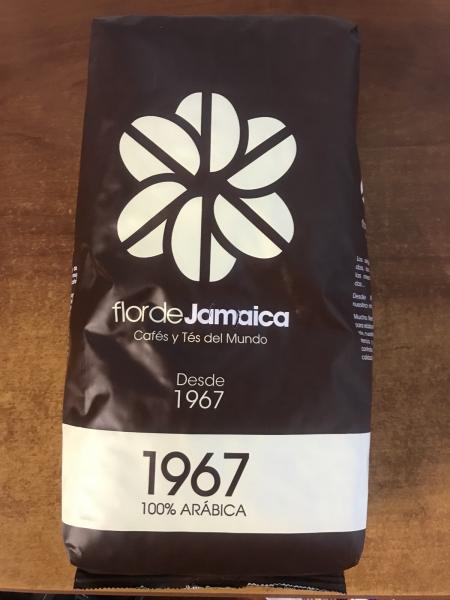 flordeJamaica
Cafés y Tés del Mundo
Desde
1967
1967
100% ARÁBICA